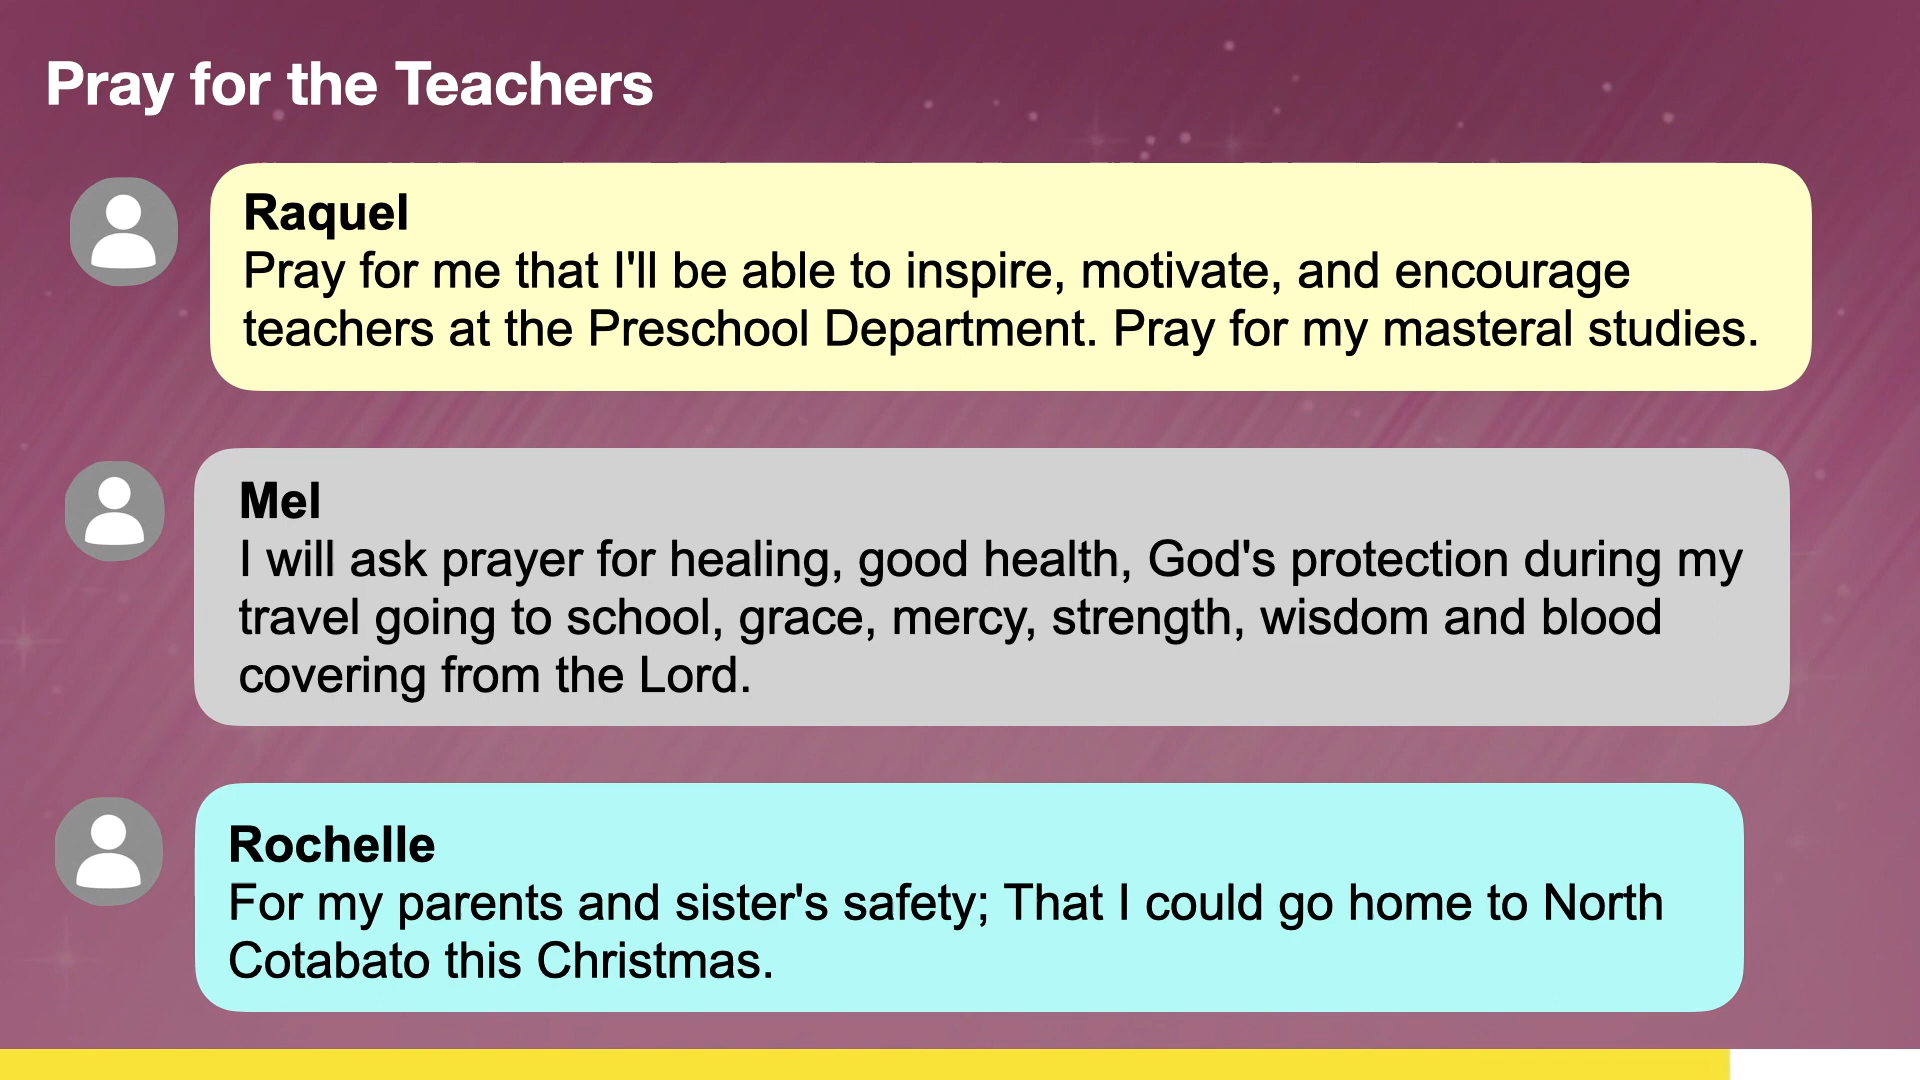 Pray for the Teachers
Raquel
Pray for me that I'll be able to inspire, motivate, and encourage
teachers at the Preschool Department. Pray for my masteral studies.
Mel
I will ask prayer for healing, good health, God's protection during my
travel going to school, grace, mercy, strength, wisdom and blood
covering from the Lord.
Rochelle
For my parents and sister's safety; That I could go home to North
Cotabato this Christmas.